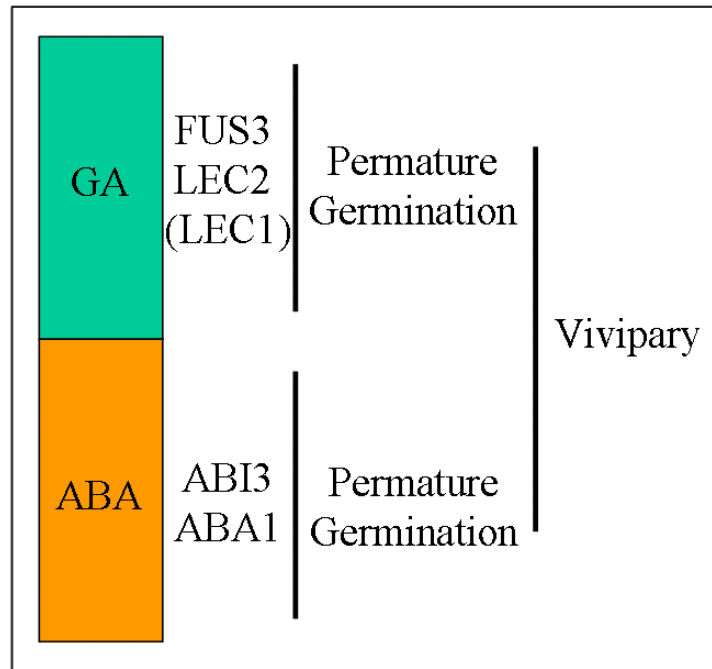 GA
FUS3
LEC2
(LEC1)
Permature
Germination
Vivipary
ABA
ABI3
ABA1
Permature
Germination